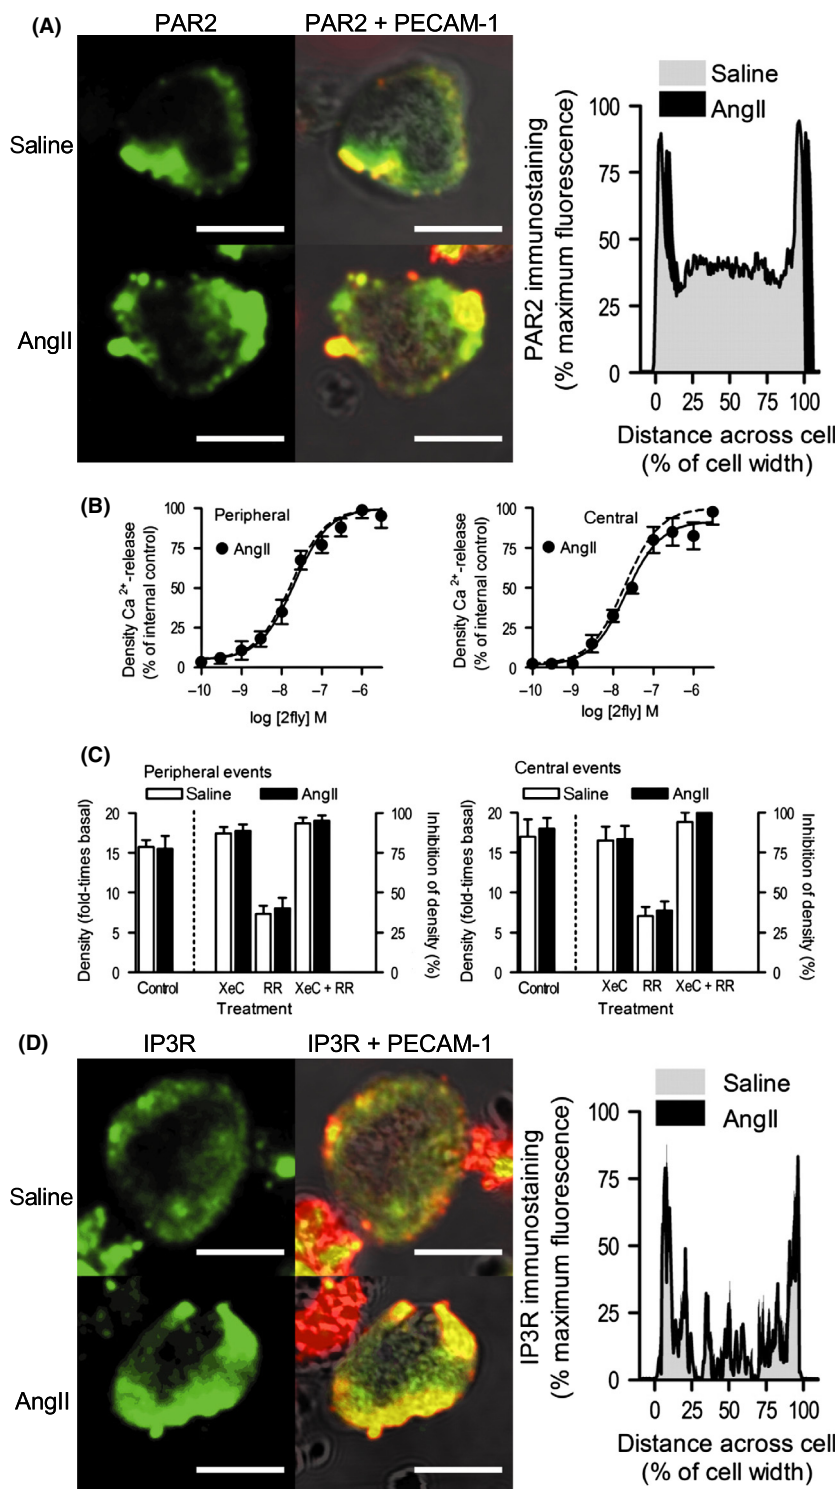 (A)
PAR2
PAR2 + PECAM-1
Saline
AngII
Saline
AngII
PAR2 immunostaining
(% maximum fluorescence)
100
75
50
25
0
0 25 50 75 100
Distance across cell
(% of cell width)
(B)
Density Ca 2+-release
(% of internal control)
100
75
50
25
0
Peripheral
AngII
–10 –9 –8 –7 –6
log [2fly] M
Density Ca 2+-release
(% of internal control)
100
75
50
25
0
Central
AngII
–10 –9 –8 –7 –6
log [2fly] M
(C)
Peripheral events
Saline AngII
Density (fold-times basal)
20
15
10
5
0
100
75
50
25
0
Inhibition of density (%)
Control XeC RR XeC + RR
Treatment
Central events
Saline AngII
Density (fold-times basal)
20
15
10
5
0
100
75
50
25
0
Inhibition of density (%)
Control XeC RR XeC + RR
Treatment
(D)
IP3R
IP3R + PECAM-1
Saline
AngII
Saline
AngII
IP3R immunostaining
(% maximum fluorescence)
100
75
50
25
0
0 25 50 75 100
Distance across cell
(% of cell width)